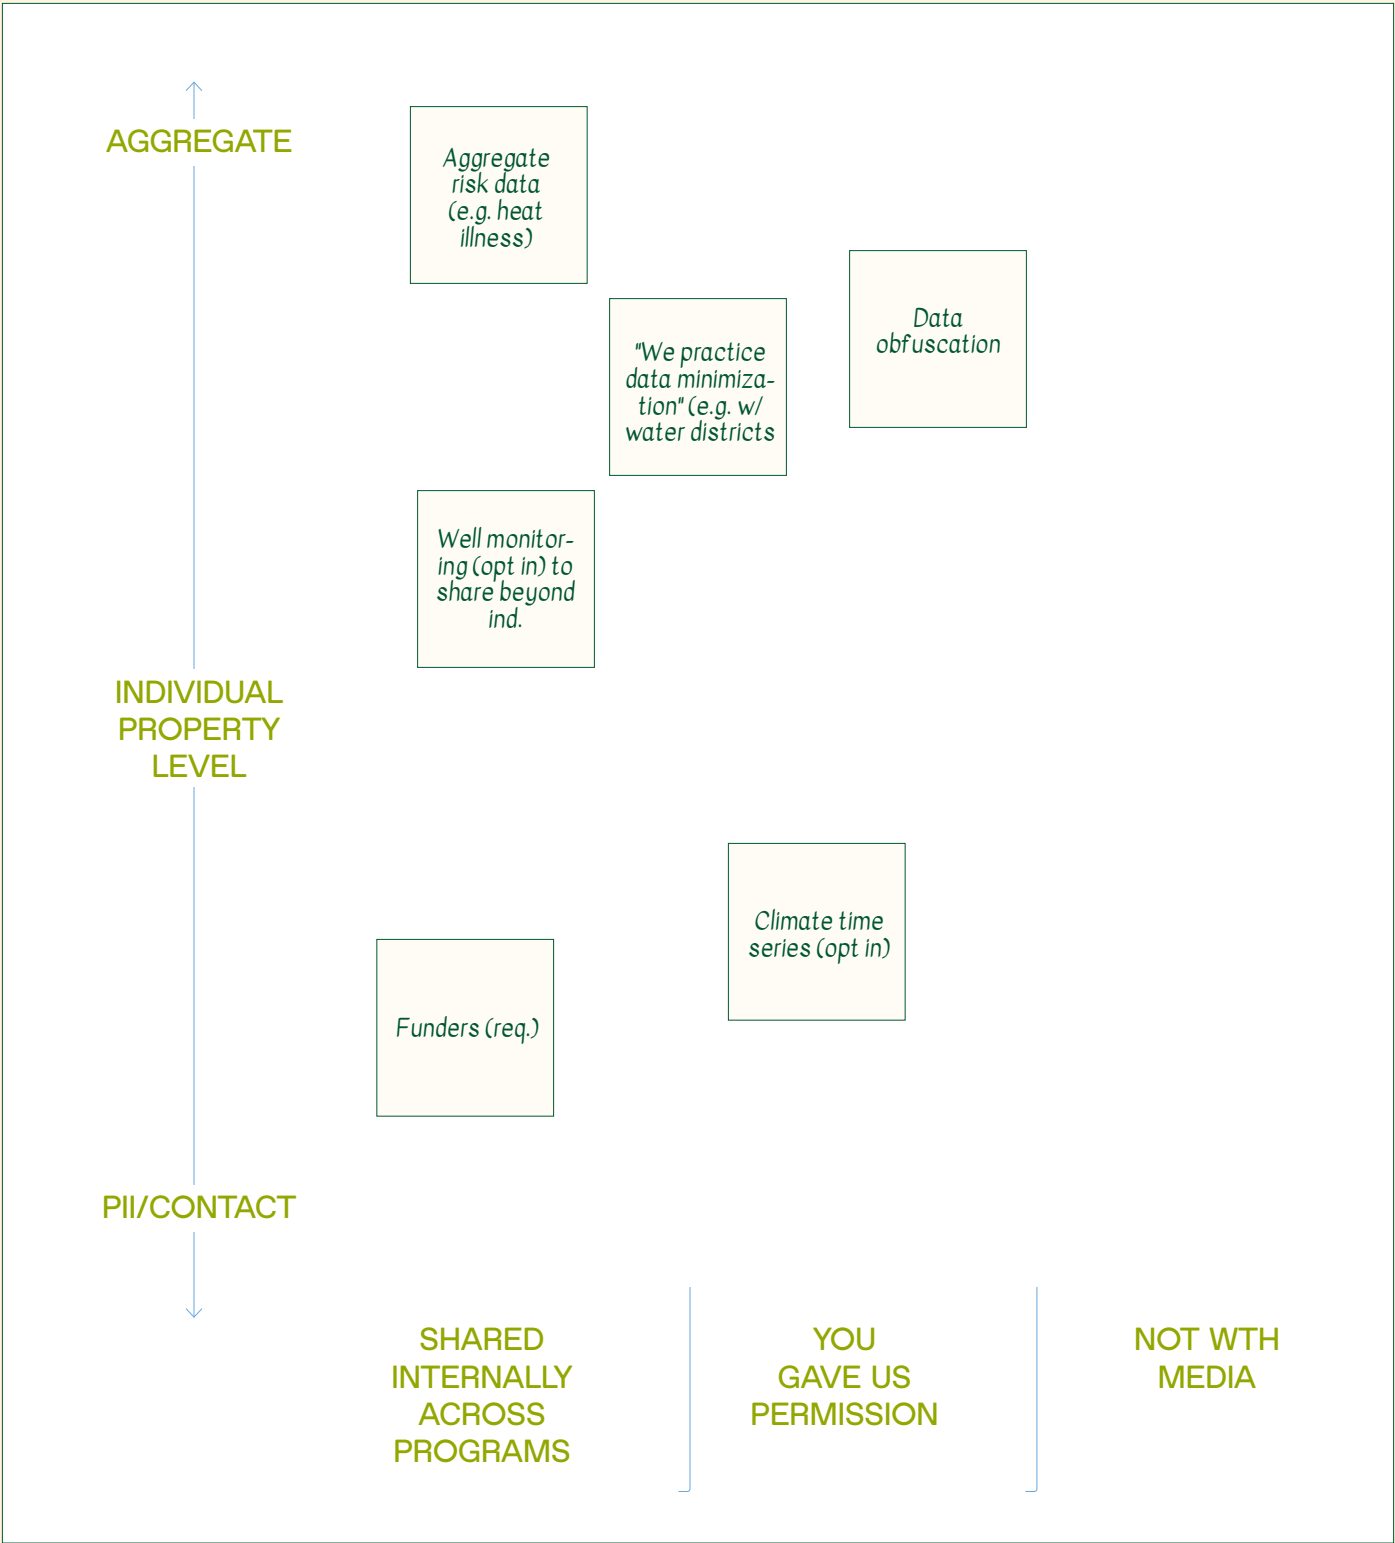 AGGREGATE
Aggregate
risk data
(e.g. heat
illness)
Data
obfuscation
"We practice
data minimiza-
tion" (e.g. w/
water districts
Well monitor-
ing (opt in) to
share beyond
ind.
INDIVIDUAL
PROPERTY
LEVEL
Climate time
series (opt in)
Funders (req.)
PII/CONTACT
SHARED
INTERNALLY
ACROSS
PROGRAMS
YOU
GAVE US
PERMISSION
NOT WTH
MEDIA